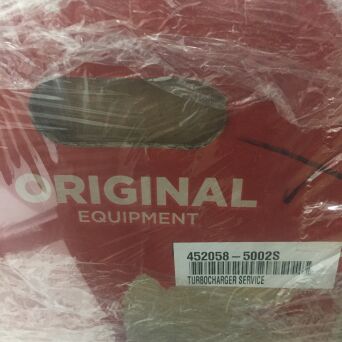 ORIGINAL
EQUIPMENT
452058-5002S
TURBOCHARGER SERVICE